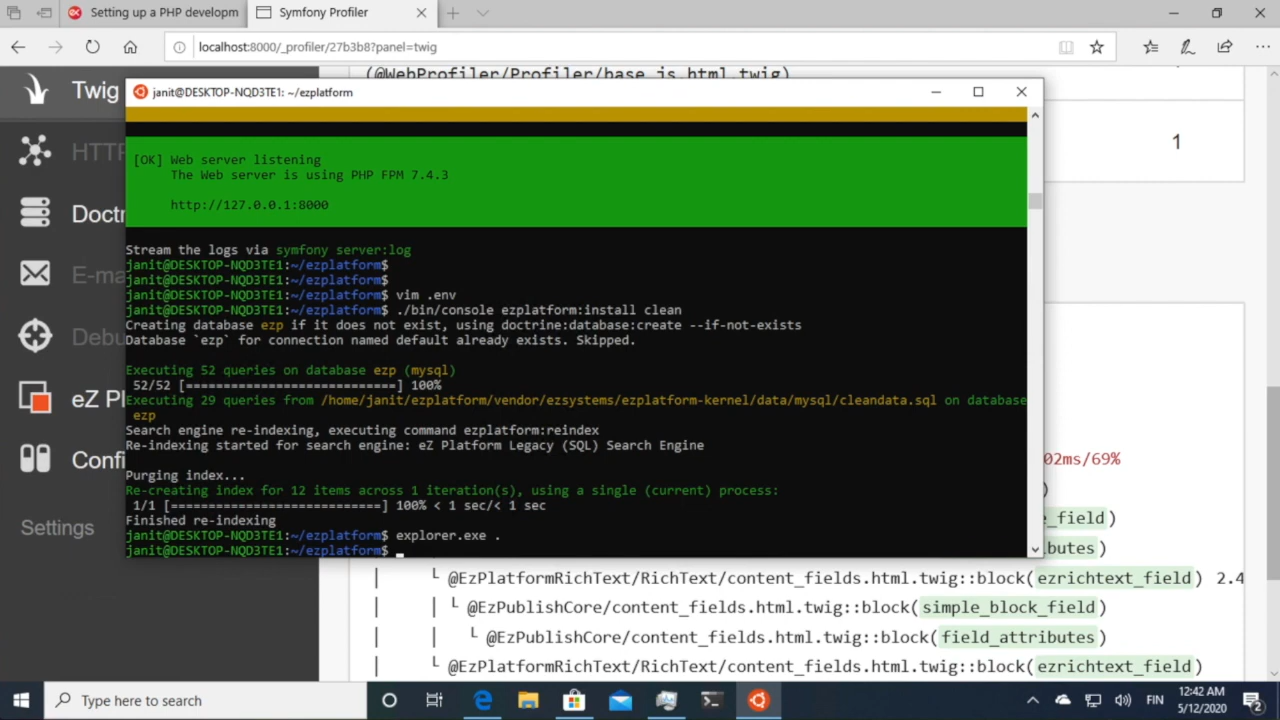 Setting up a PHP developm
Symfony Profiler
localhost:8000/_profiler/27b3b8?panel=twig
(@WebProfiler/Profiler/base_js.html.twig)
Twig
janit@DESKTOP-NQD3TE1: ~/ezplatform
1
HTTP
[OK] Web server listening
The Web server is using PHP FPM 7.4.3
http://127.0.0.1:8000
Doctr
Stream the logs via symfony server:log
janit@DESKTOP-NQD3TE1:~/ezplatform$
janit@DESKTOP-NQD3TE1:~/ezplatform$
E-ma
janit@DESKTOP-NQD3TE1:~/ezplatform$ vim .env
janit@DESKTOP-NQD3TE1:~/ezplatform$ ./bin/console ezplatform:install clean
Creating database ezp if it does not exist, using doctrine:database:create --if-not-exists
Debu
Database `ezp` for connection named default already exists. Skipped.
Executing 52 queries on database ezp (mysql)
52/52 [============================] 100%
eZ Pl
Executing 29 queries from /home/janit/ezplatform/vendor/ezsystems/ezplatform-kernel/data/mysql/cleandata.sql on database
ezp
Search engine re-indexing, executing command ezplatform:reindex
Re-indexing started for search engine: eZ Platform Legacy (SQL) Search Engine
Confi
02ms/69%
Purging index...
Re-creating index for 12 items across 1 iteration(s), using a single (current) process:
)
1/1 [============================] 100% < 1 sec/< 1 sec
Finished re-indexing
e_field)
Settings
janit@DESKTOP-NQD3TE1:~/ezplatform$ explorer.exe .
janit@DESKTOP-NQD3TE1:~/ezplatform$
butes)
│ └ @EzPlatformRichText/RichText/content_fields.html.twig::block(ezrichtext_field) 2.4
│ │ └ @EzPublishCore/content_fields.html.twig::block(simple_block_field)
│ │ └ @EzPublishCore/content_fields.html.twig::block(field_attributes)
│ └ @EzPlatformRichText/RichText/content_fields.html.twig::block(ezrichtext_field)
Type here to search
FIN
12:42 AM
5/12/2020
2